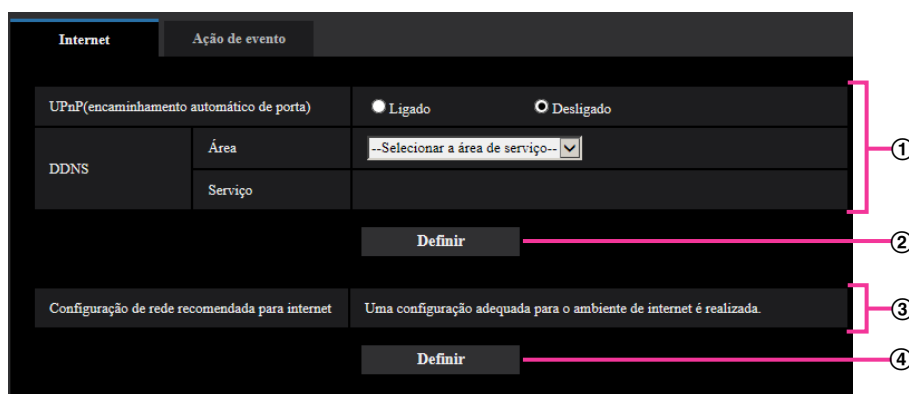 Internet Ação de evento
UPnP(encaminhamento automático de porta) Ligado Desligado
①
DDNS Área --Selecionar a área de serviço--
Serviço
Definir ②
Configuração de rede recomendada para internet Uma configuração adequada para o ambiente de internet é realizada. ③
Definir ④